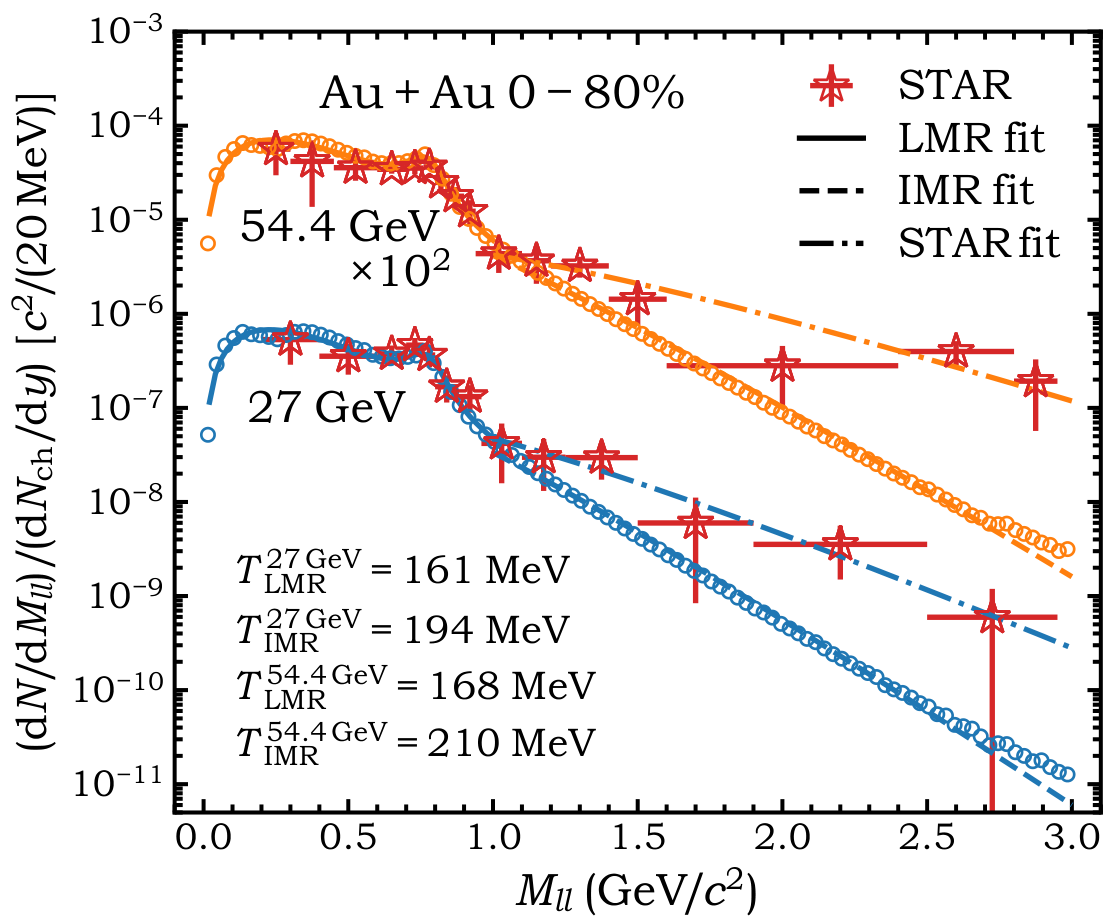 Au + Au 0 – 80%
STAR
LMR fit
IMR fit
STAR fit
54.4 GeV
×10²
27 GeV
T_LMR^27 GeV = 161 MeV
T_IMR^27 GeV = 194 MeV
T_LMR^54.4 GeV = 168 MeV
T_IMR^54.4 GeV = 210 MeV
(dN/dM_ll)/(dN_ch/dy) [c²/(20 MeV)]
10⁻³
10⁻⁴
10⁻⁵
10⁻⁶
10⁻⁷
10⁻⁸
10⁻⁹
10⁻¹⁰
10⁻¹¹
0.0 0.5 1.0 1.5 2.0 2.5 3.0
M_ll (GeV/c²)